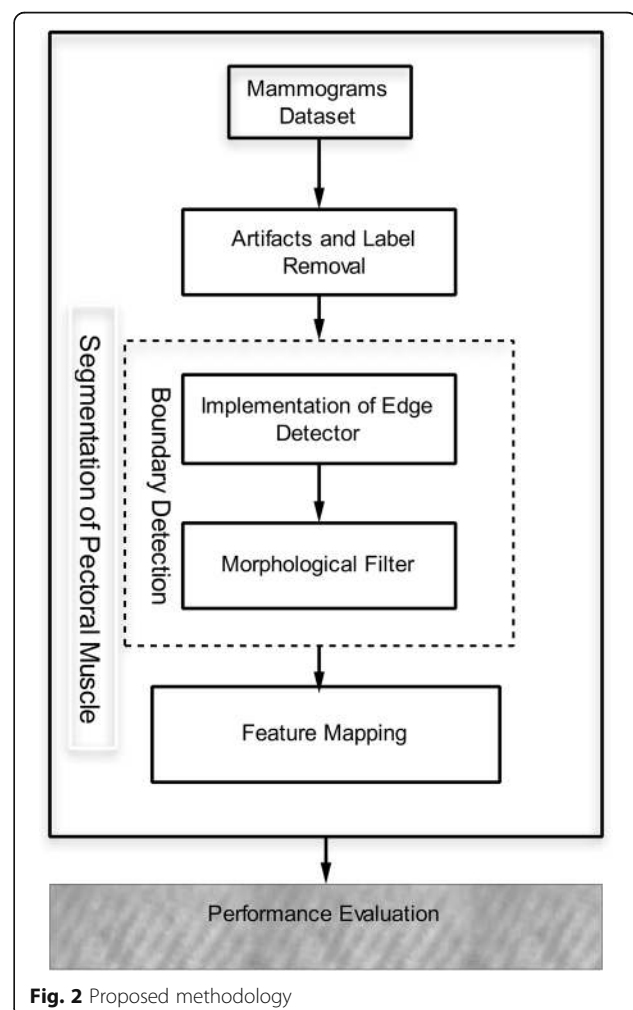 Mammograms
Dataset
Artifacts and Label
Removal
Segmentation of Pectoral Muscle
Boundary Detection
Implementation of Edge
Detector
Morphological Filter
Feature Mapping
Performance Evaluation
Fig. 2 Proposed methodology